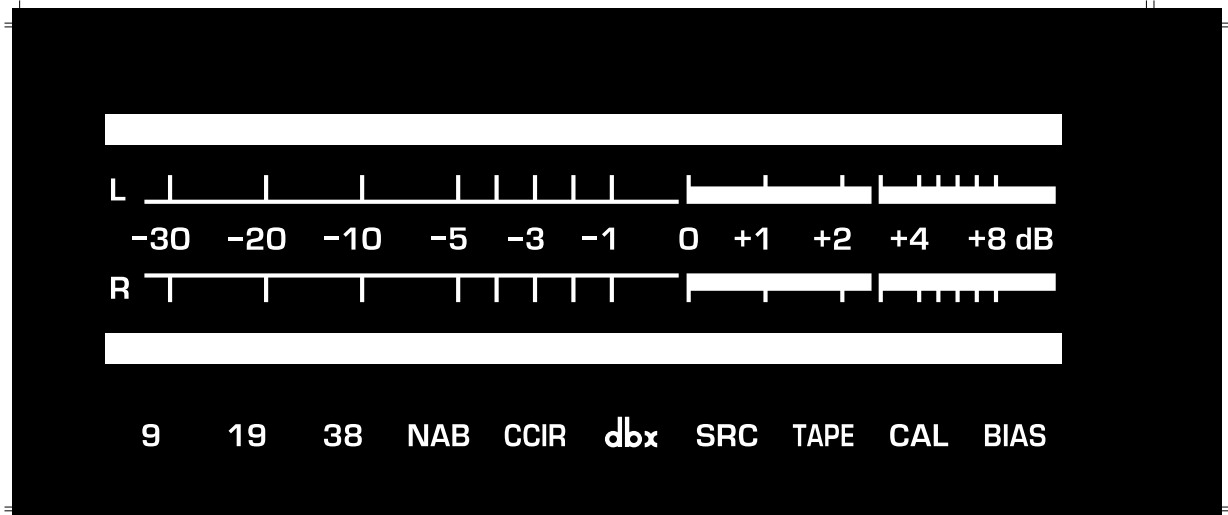 L
−30 −20 −10 −5 −3 −1 0 +1 +2 +4 +8 dB
R
9 19 38 NAB CCIR dbx SRC TAPE CAL BIAS